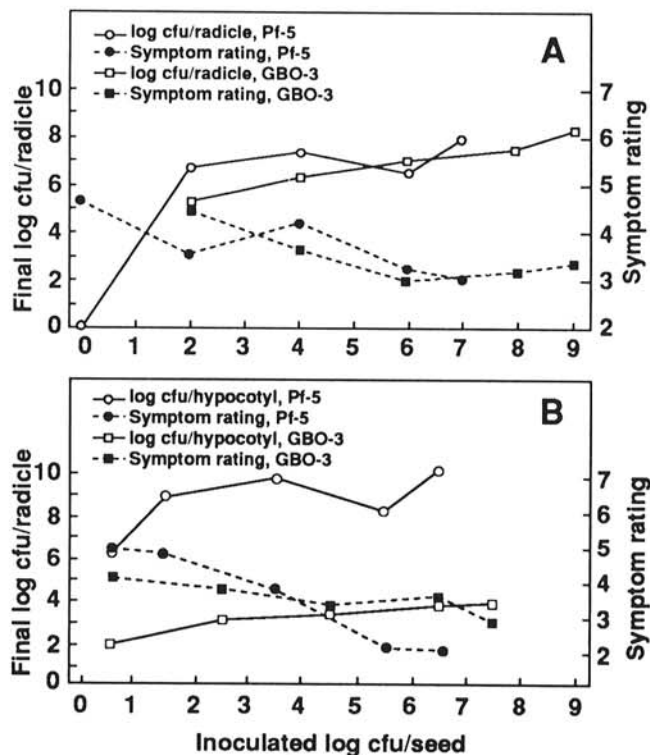 log cfu/radicle, Pf-5
Symptom rating, Pf-5
log cfu/radicle, GBO-3
Symptom rating, GBO-3
A
Final log cfu/radicle
10
8
6
4
2
0
Symptom rating
7
6
5
4
3
2
0 1 2 3 4 5 6 7 8 9
log cfu/hypocotyl, Pf-5
Symptom rating, Pf-5
log cfu/hypocotyl, GBO-3
Symptom rating, GBO-3
B
Final log cfu/radicle
10
8
6
4
2
0
Symptom rating
7
6
5
4
3
2
0 1 2 3 4 5 6 7 8 9
Inoculated log cfu/seed